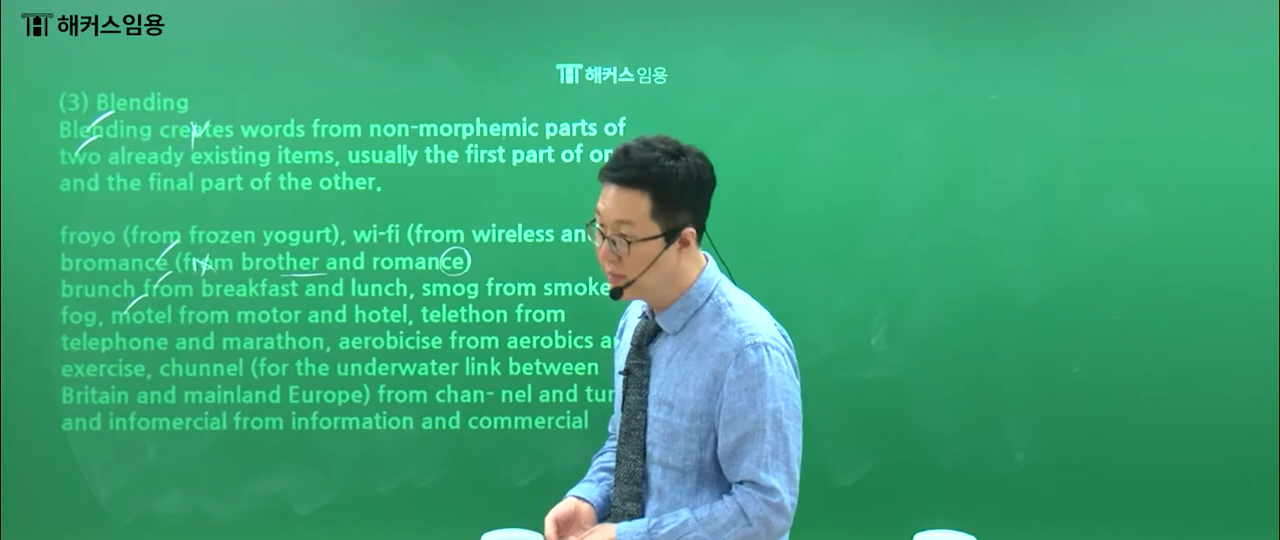 해커스임용
해커스임용
(3) Blending
Blending creates words from non-morphemic parts of
two already existing items, usually the first part of
and the final part of the other.
froyo (from frozen yogurt), wi-fi (from wireless
bromance (from brother and romance)
brunch from breakfast and lunch, smog from smoke
fog, motel from motor and hotel, telethon from
telephone and marathon, aerobicise from aerobics
exercise, chunnel (for the underwater link between
Britain and mainland Europe) from chan- nel and
and infomercial from information and commercial